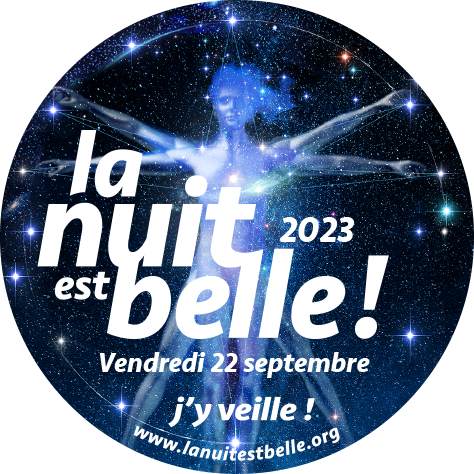 la
nuit
2023
est belle !
Vendredi 22 septembre
j'y veille !
www.lanuitestbelle.org